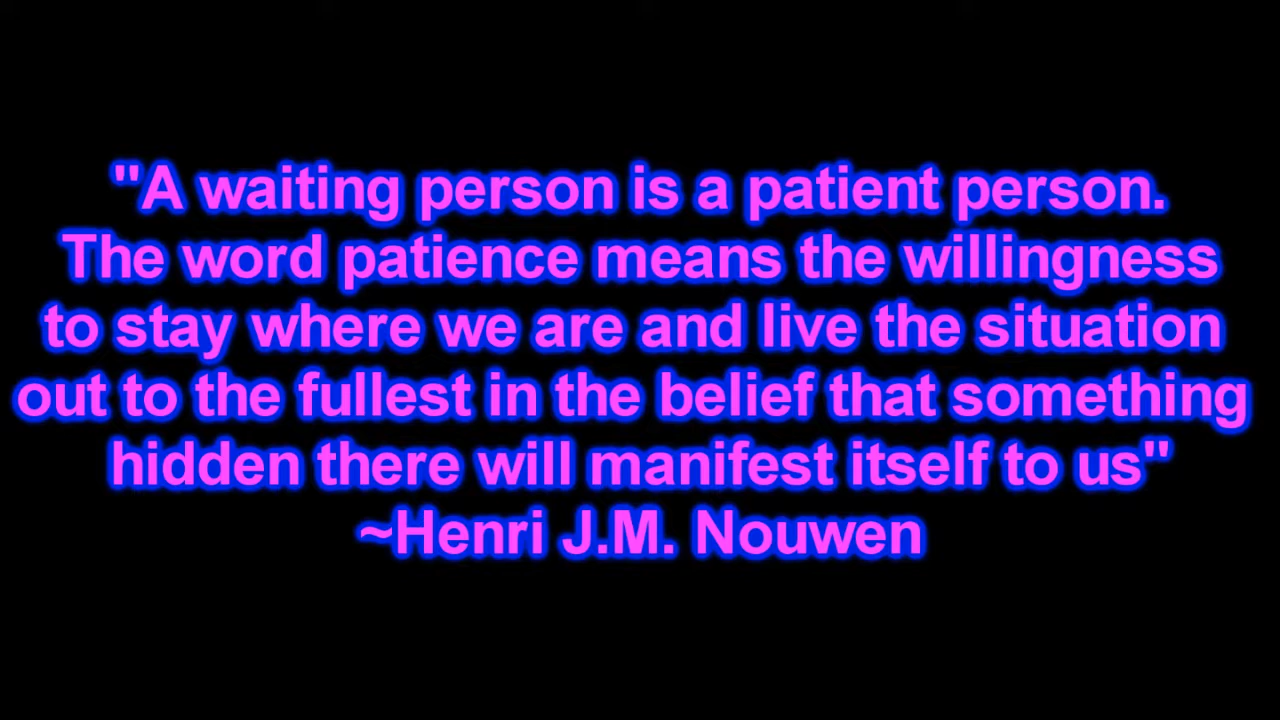 "A waiting person is a patient person.
The word patience means the willingness
to stay where we are and live the situation
out to the fullest in the belief that something
hidden there will manifest itself to us"
~Henri J.M. Nouwen